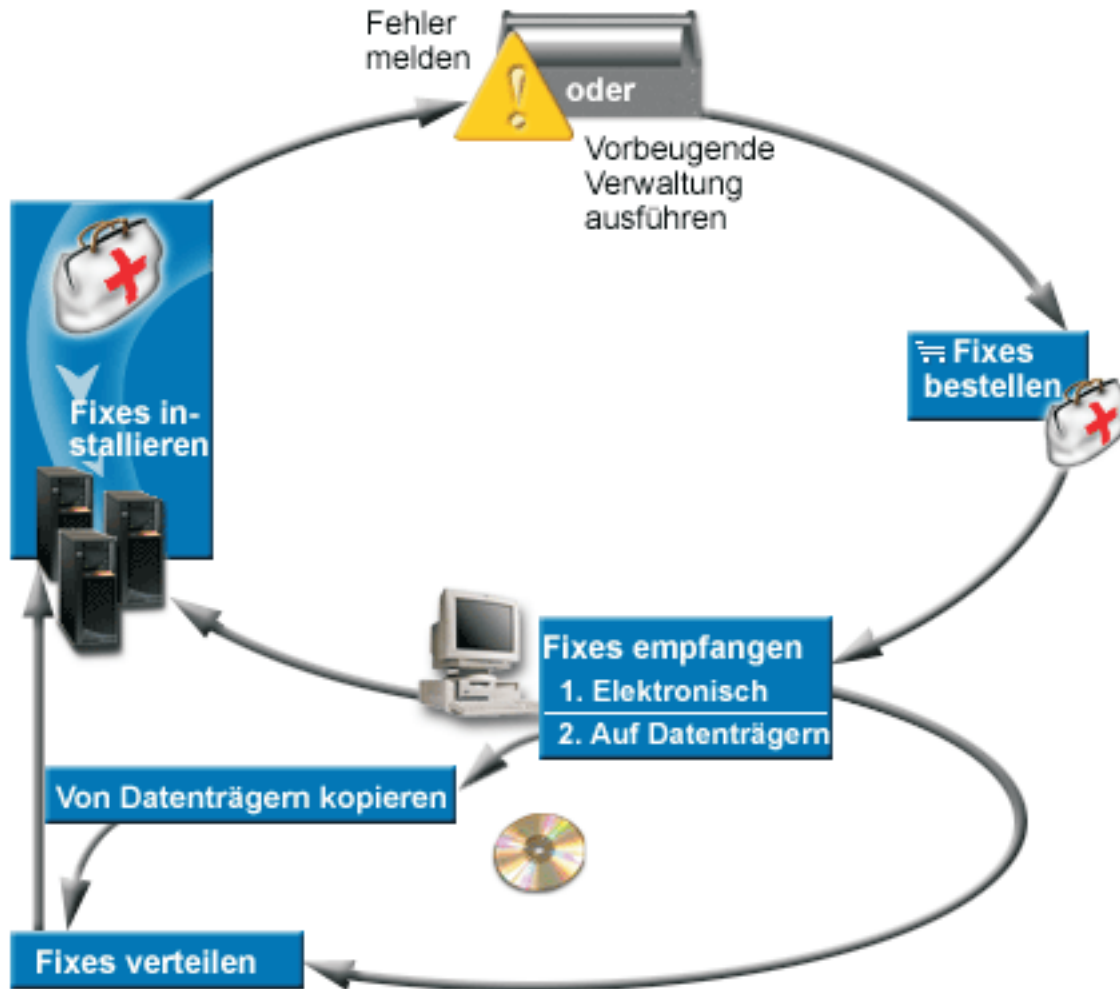 Fehler
melden
oder
Vorbeugende
Verwaltung
ausführen
Fixes
bestellen
Fixes in-
stallieren
Fixes empfangen
1. Elektronisch
2. Auf Datenträgern
Von Datenträgern kopieren
Fixes verteilen